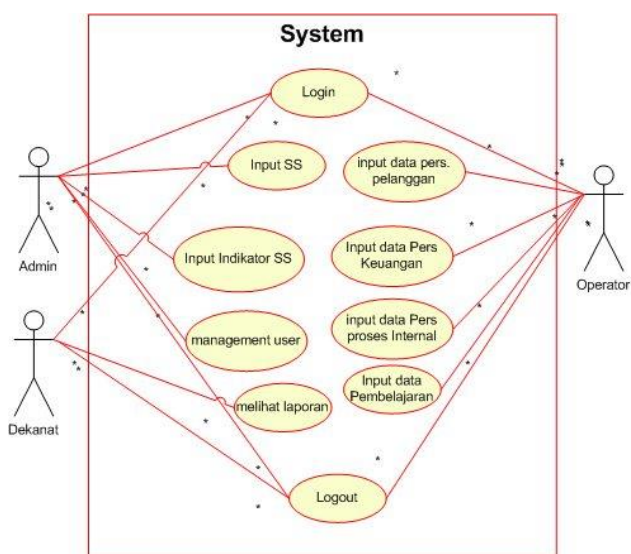 System
Login
Input SS
input data pers.
pelanggan
Admin
Input Indikator SS
Input data Pers
Keuangan
Operator
management user
input data Pers
proses Internal
Dekanat
melihat laporan
Input data
Pembelajaran
Logout